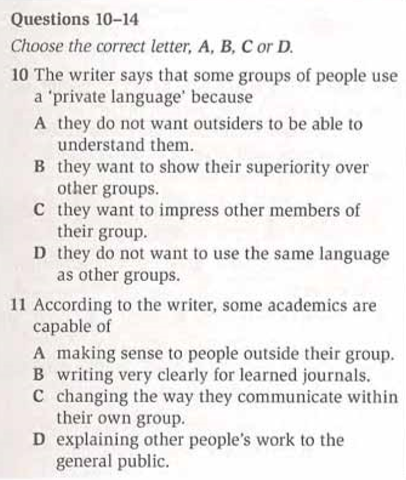 Questions 10–14
Choose the correct letter, A, B, C or D.
10 The writer says that some groups of people use
a ‘private language’ because
A they do not want outsiders to be able to
understand them.
B they want to show their superiority over
other groups.
C they want to impress other members of
their group.
D they do not want to use the same language
as other groups.
11 According to the writer, some academics are
capable of
A making sense to people outside their group.
B writing very clearly for learned journals.
C changing the way they communicate within
their own group.
D explaining other people’s work to the
general public.